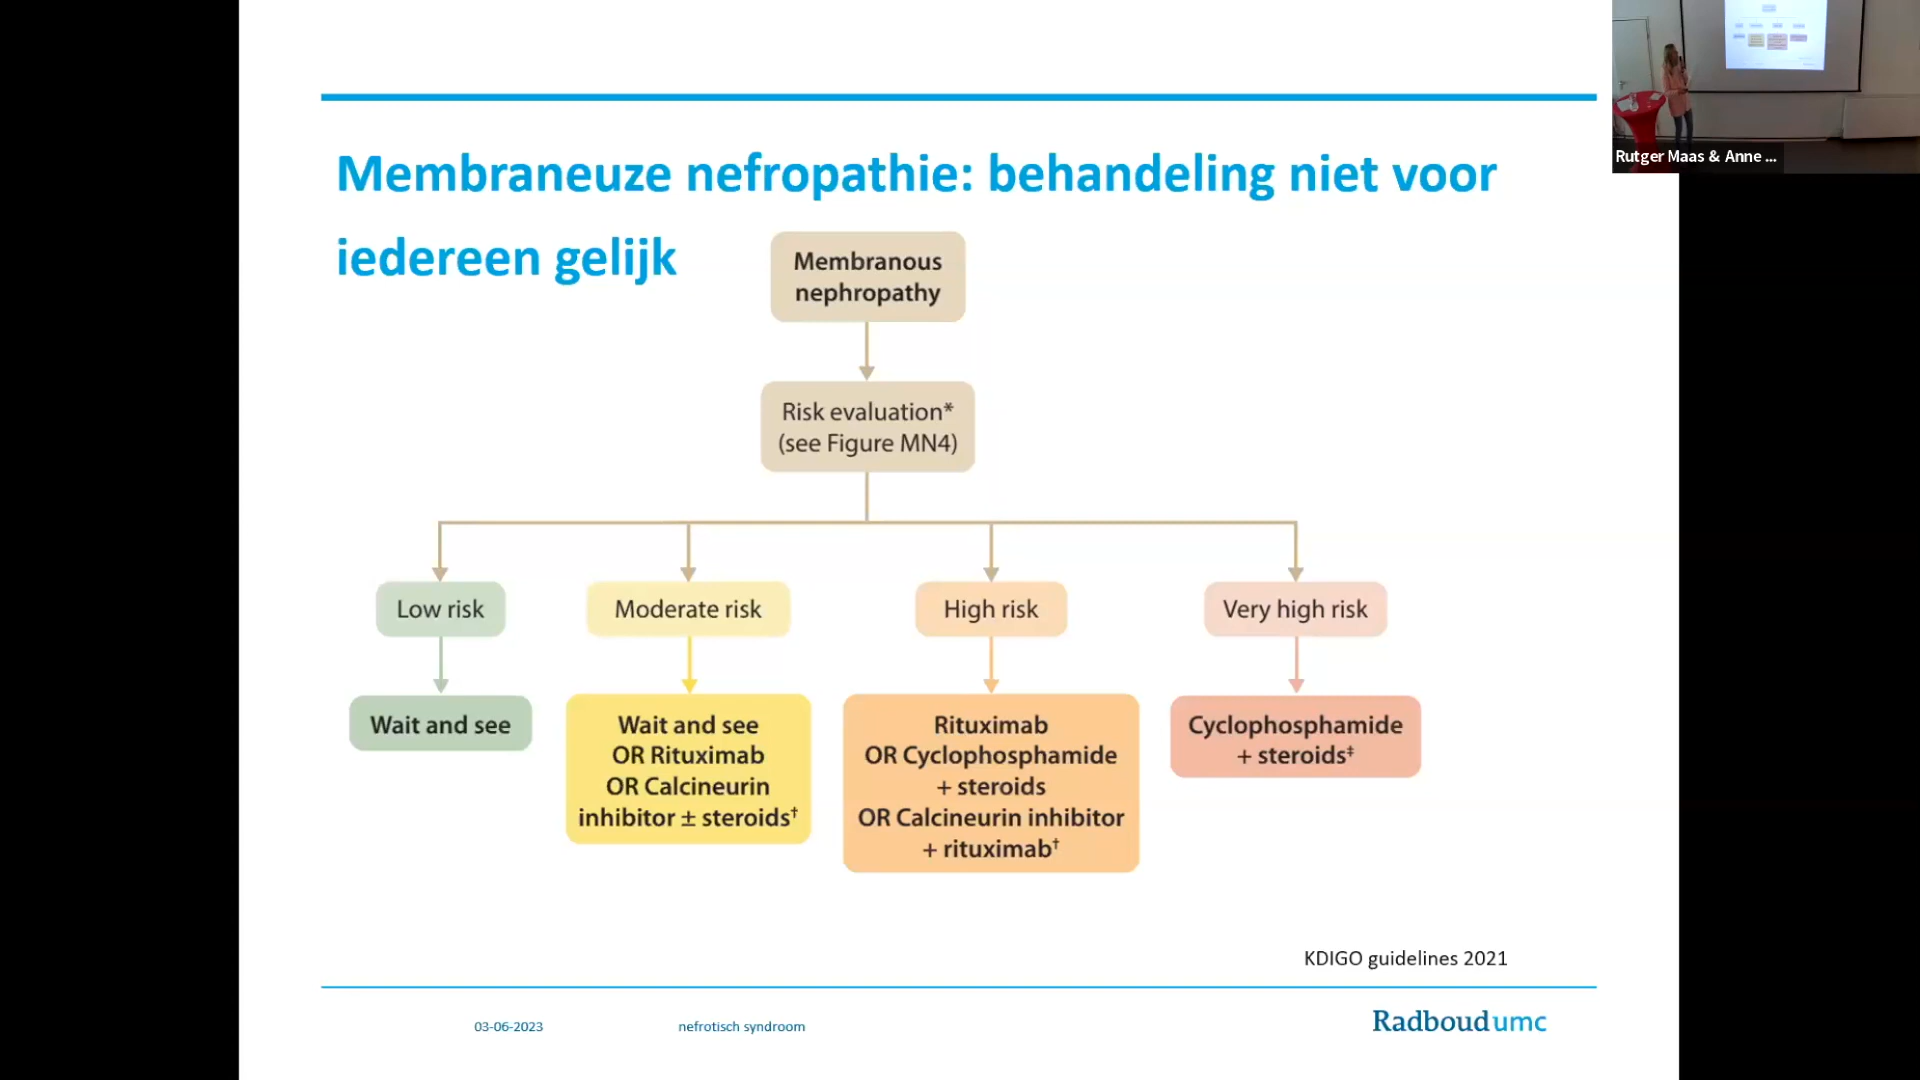 Membraneuze nefropathie: behandeling niet voor
iedereen gelijk
Membranous
nephropathy
Risk evaluation*
(see Figure MN4)
Low risk
Moderate risk
High risk
Very high risk
Wait and see
Wait and see
OR Rituximab
OR Calcineurin
inhibitor ± steroids†
Rituximab
OR Cyclophosphamide
+ steroids
OR Calcineurin inhibitor
+ rituximab†
Cyclophosphamide
+ steroids‡
KDIGO guidelines 2021
03-06-2023
nefrotisch syndroom
Radboudumc
Rutger Maas & Anne ...